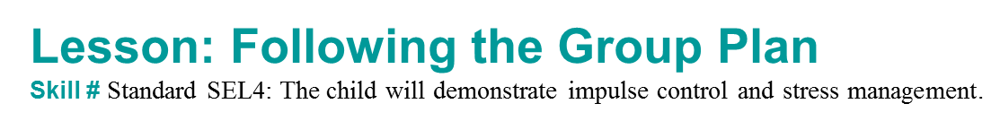 Lesson: Following the Group Plan
Skill # Standard SEL4: The child will demonstrate impulse control and stress management.